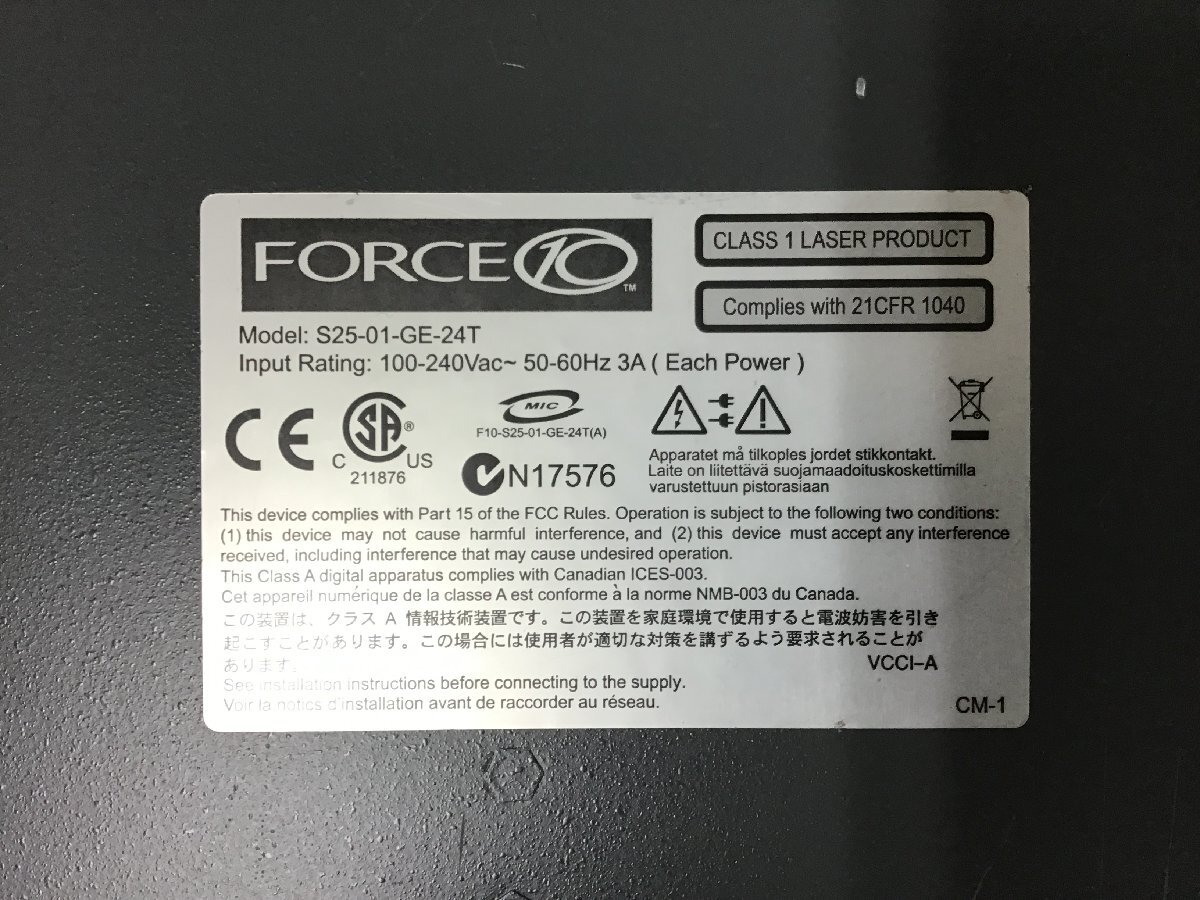 FORCE10™
CLASS 1 LASER PRODUCT
Complies with 21CFR 1040
Model: S25-01-GE-24T
Input Rating: 100-240Vac~ 50-60Hz 3A ( Each Power )
CE
SA®
C US
211876
MIC
F10-S25-01-GE-24T(A)
N17576
Apparatet må tilkoples jordet stikkontakt.
Laite on liitettävä suojamaadoituskoskettimilla
varustettuun pistorasiaan
This device complies with Part 15 of the FCC Rules. Operation is subject to the following two conditions:
(1) this device may not cause harmful interference, and (2) this device must accept any interference
received, including interference that may cause undesired operation.
This Class A digital apparatus complies with Canadian ICES-003.
Cet appareil numérique de la classe A est conforme à la norme NMB-003 du Canada.
この装置は、クラス A 情報技術装置です。この装置を家庭環境で使用すると電波妨害を引き
起こすことがあります。この場合には使用者が適切な対策を講ずるよう要求されることが
あります。
VCCI-A
See installation instructions before connecting to the supply.
Voir la notics d'installation avant de raccorder au réseau.
CM-1